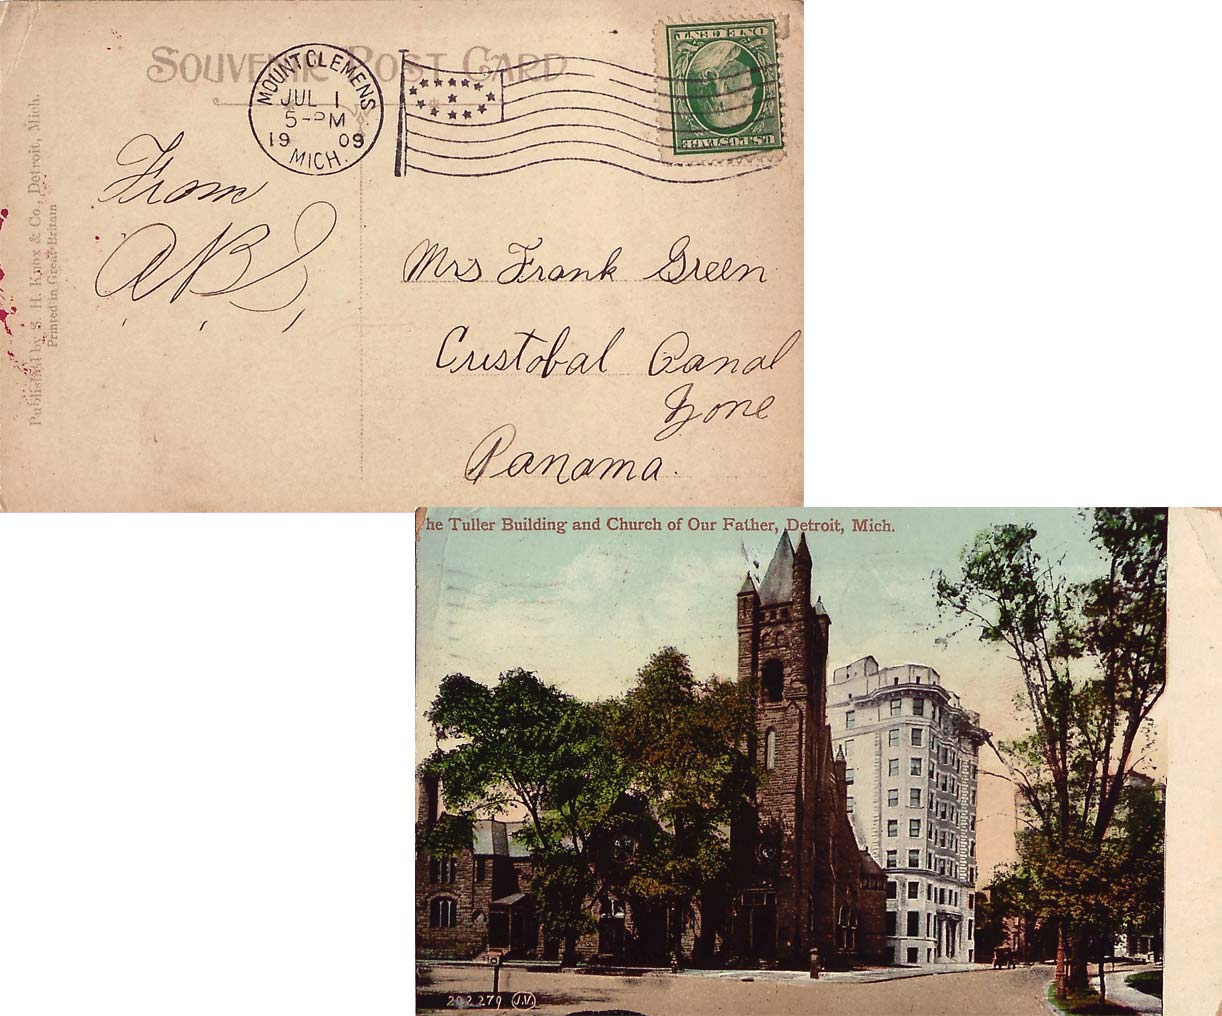 SOUVENIR POST CARD
MOUNT CLEMENS
JUL 1
5-PM
1909
MICH.
ONE CENT
U.S. POSTAGE
Published by S. H. Knox & Co., Detroit, Mich.
Printed in Great Britain
From
ABS
Mrs Frank Green
Cristobal Canal
Zone
Panama.
he Tuller Building and Church of Our Father, Detroit, Mich.
202279 J.V.